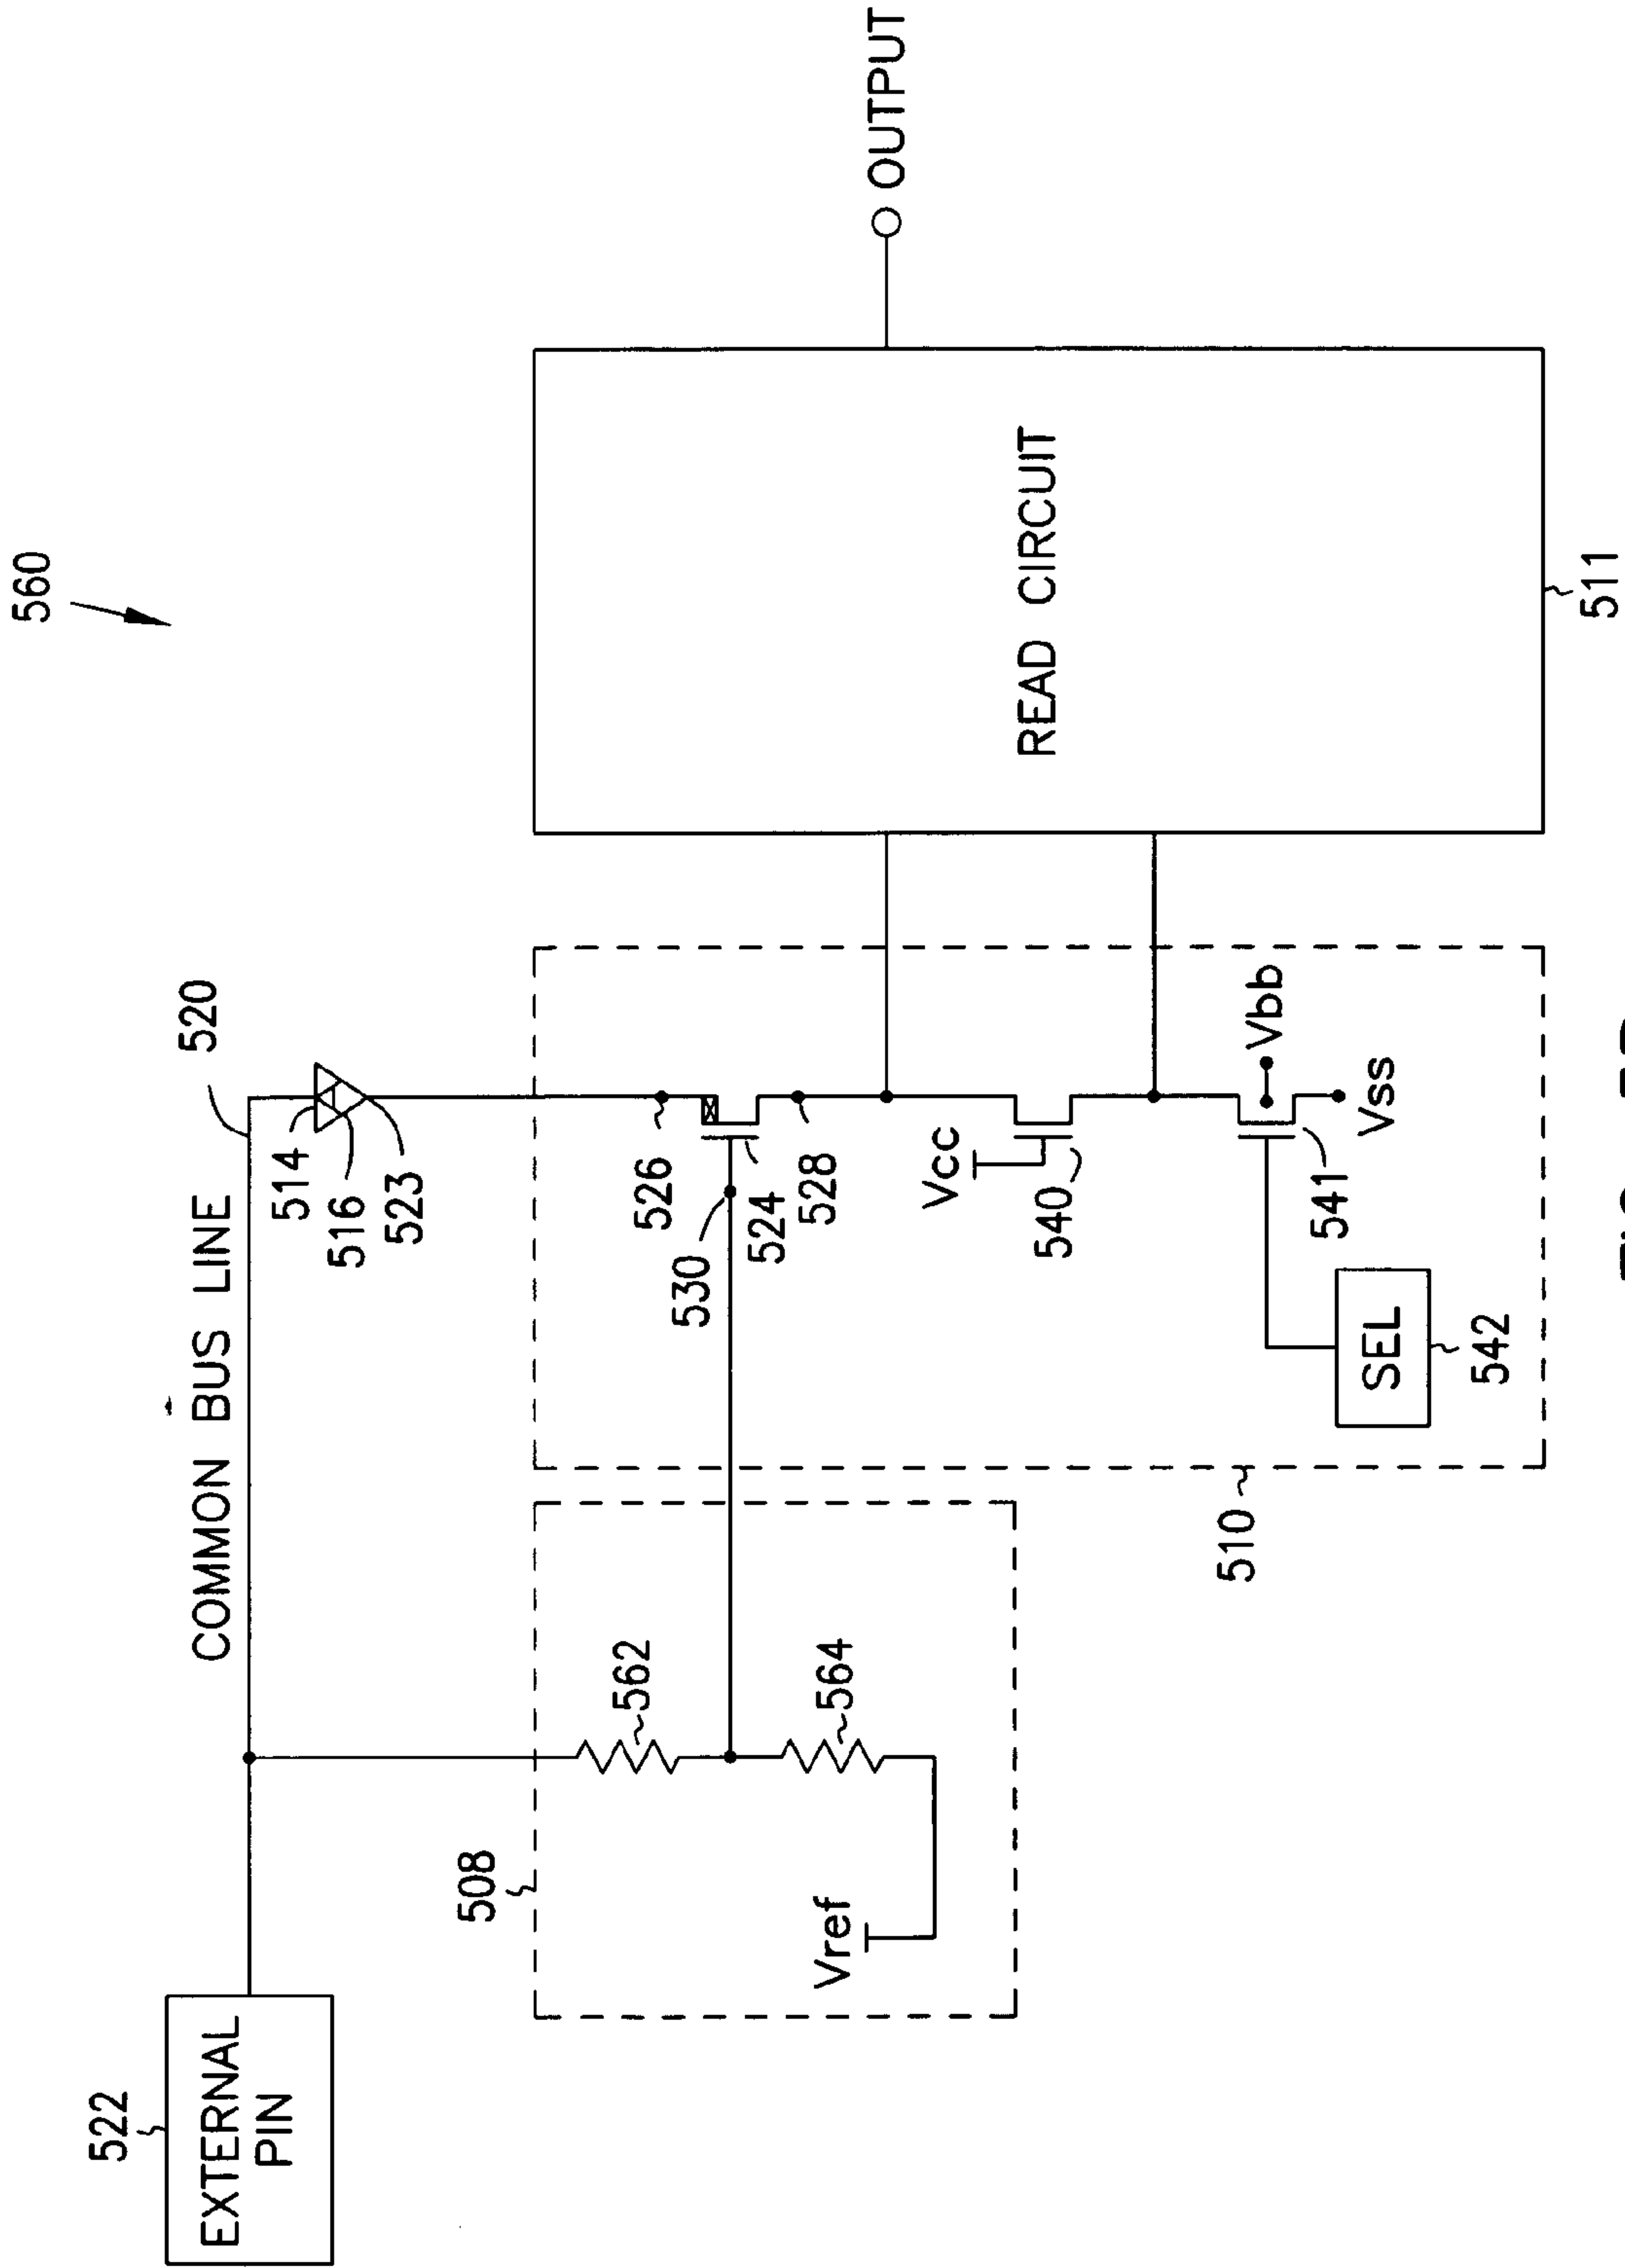 560
COMMON BUS LINE
520
514
516
523
522
EXTERNAL
PIN
508
562
564
Vref
526
530
524
528
Vcc
540
Vbb
541
Vss
SEL
542
510
READ CIRCUIT
511
OUTPUT